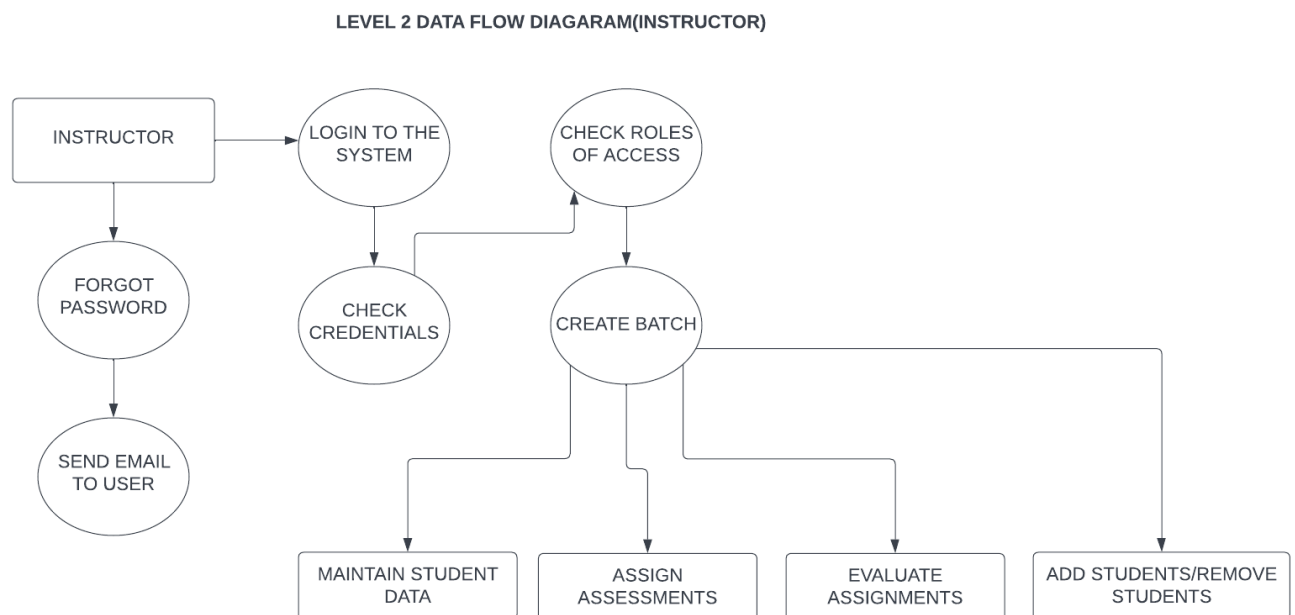 LEVEL 2 DATA FLOW DIAGARAM(INSTRUCTOR)
INSTRUCTOR
LOGIN TO THE
SYSTEM
CHECK ROLES
OF ACCESS
FORGOT
PASSWORD
CHECK
CREDENTIALS
CREATE BATCH
SEND EMAIL
TO USER
MAINTAIN STUDENT
DATA
ASSIGN
ASSESSMENTS
EVALUATE
ASSIGNMENTS
ADD STUDENTS/REMOVE
STUDENTS